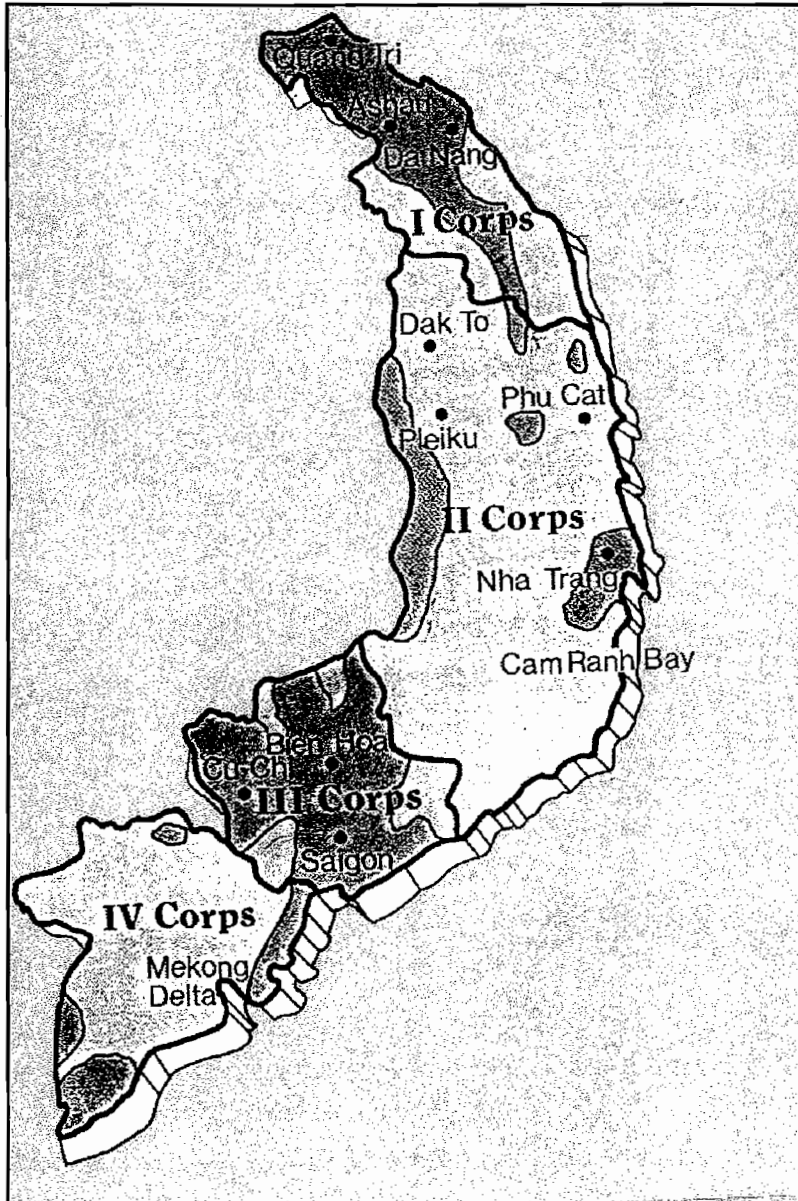 Quang Tri
Ashau
Da Nang
I Corps
Dak To
Phu Cat
Pleiku
II Corps
Nha Trang
Cam Ranh Bay
Bien Hoa
Cu Chi
III Corps
Saigon
IV Corps
Mekong
Delta